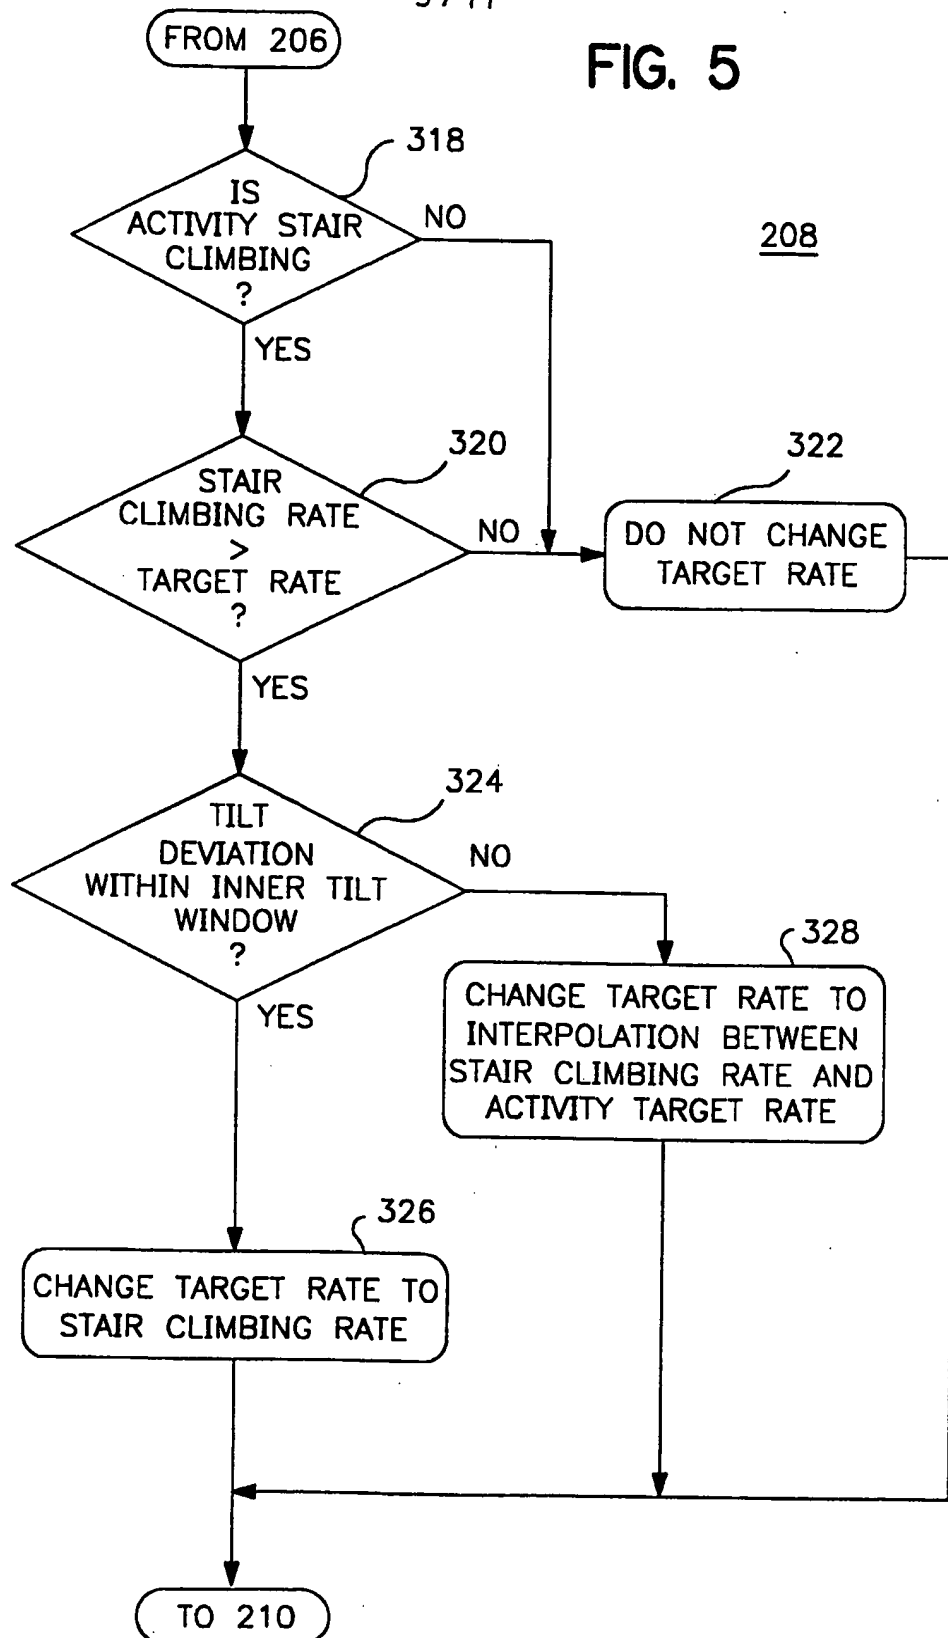 FROM 206
FIG. 5
318
IS
ACTIVITY STAIR
CLIMBING
?
NO
208
YES
320
STAIR
CLIMBING RATE
>
TARGET RATE
?
NO
322
DO NOT CHANGE
TARGET RATE
YES
324
TILT
DEVIATION
WITHIN INNER TILT
WINDOW
?
NO
328
CHANGE TARGET RATE TO
INTERPOLATION BETWEEN
STAIR CLIMBING RATE AND
ACTIVITY TARGET RATE
YES
326
CHANGE TARGET RATE TO
STAIR CLIMBING RATE
TO 210